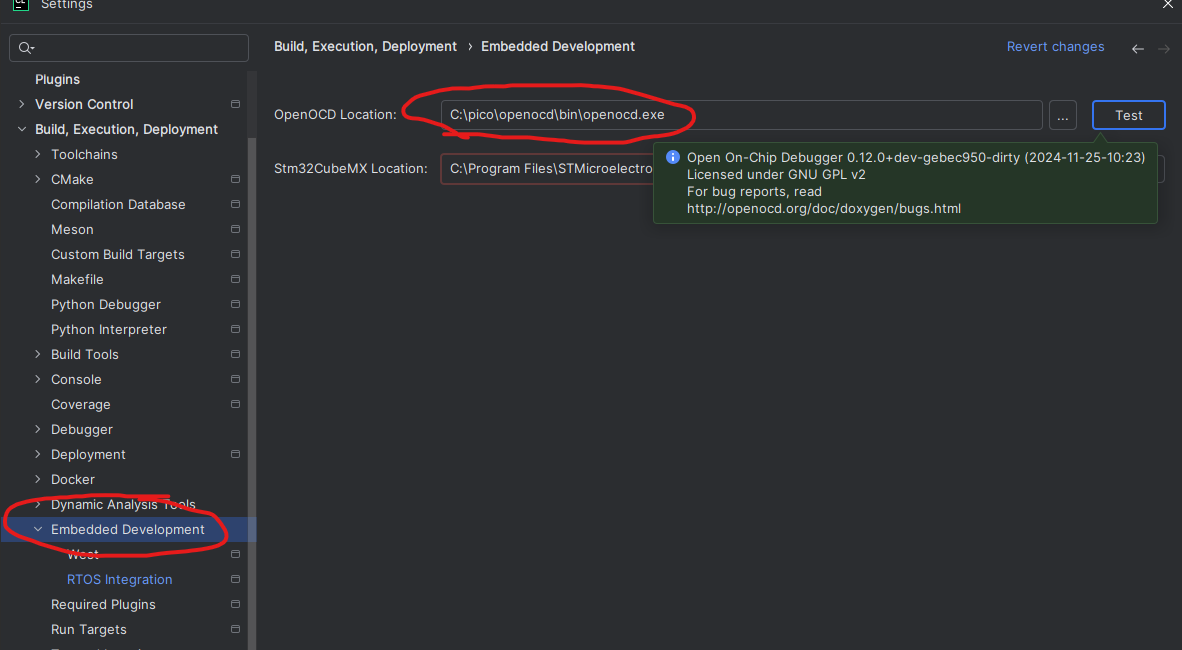 Settings
Plugins
Version Control
Build, Execution, Deployment
Toolchains
CMake
Compilation Database
Meson
Custom Build Targets
Makefile
Python Debugger
Python Interpreter
Build Tools
Console
Coverage
Debugger
Deployment
Docker
Dynamic Analysis Tools
Embedded Development
West
RTOS Integration
Required Plugins
Run Targets
Build, Execution, Deployment › Embedded Development
Revert changes
OpenOCD Location: C:\pico\openocd\bin\openocd.exe ... Test
Stm32CubeMX Location: C:\Program Files\STMicroelectro
Open On-Chip Debugger 0.12.0+dev-gebec950-dirty (2024-11-25-10:23)
Licensed under GNU GPL v2
For bug reports, read
http://openocd.org/doc/doxygen/bugs.html